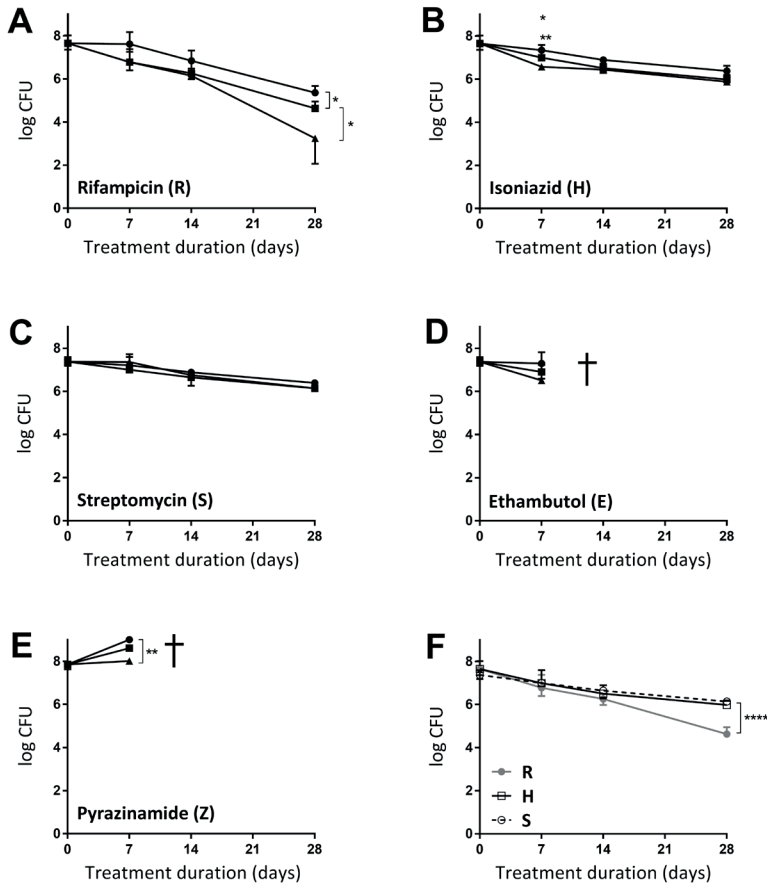 A
log CFU
8
6
4
2
0
Rifampicin (R)
*
*
0 7 14 21 28
Treatment duration (days)
B
log CFU
8
6
4
2
0
*
**
Isoniazid (H)
0 7 14 21 28
Treatment duration (days)
C
log CFU
8
6
4
2
0
Streptomycin (S)
0 7 14 21 28
Treatment duration (days)
D
log CFU
8
6
4
2
0
†
Ethambutol (E)
0 7 14 21 28
Treatment duration (days)
E
log CFU
8
6
4
2
0
** †
Pyrazinamide (Z)
0 7 14 21 28
Treatment duration (days)
F
log CFU
8
6
4
2
0
****
R
H
S
0 7 14 21 28
Treatment duration (days)